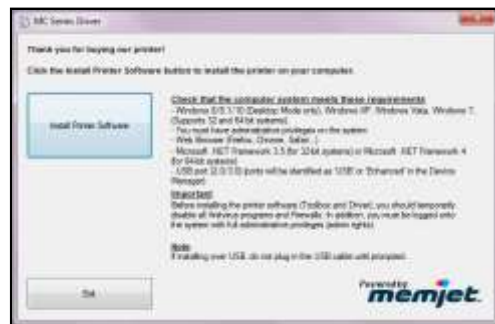 MC Series Driver
Thank you for buying our printer!
Click the Install Printer Software button to install the printer on your computer.
Install Printer Software
Check that the computer system meets these requirements
- Windows 8/8.1/10 (Desktop Mode only), Windows XP, Windows Vista, Windows 7,
(Supports 32 and 64 bit systems).
- You must have administrative privileges on the system
- Web Browser (Firefox, Chrome, Safari...)
- Microsoft .NET Framework 3.5 (for 32-bit systems) or Microsoft .NET Framework 4
(for 64-bit systems)
- USB port (2.0/3.0) (ports will be identified as 'USB' or 'Enhanced' in the Device
Manager)
Important
Before installing the printer software (Toolbox and Driver), you should temporarily
disable all Antivirus programs and Firewalls. In addition, you must be logged onto
the system with full administrative privileges (admin rights).
Note
If installing over USB, do not plug in the USB cable until prompted.
Exit
Powered by
memjet.